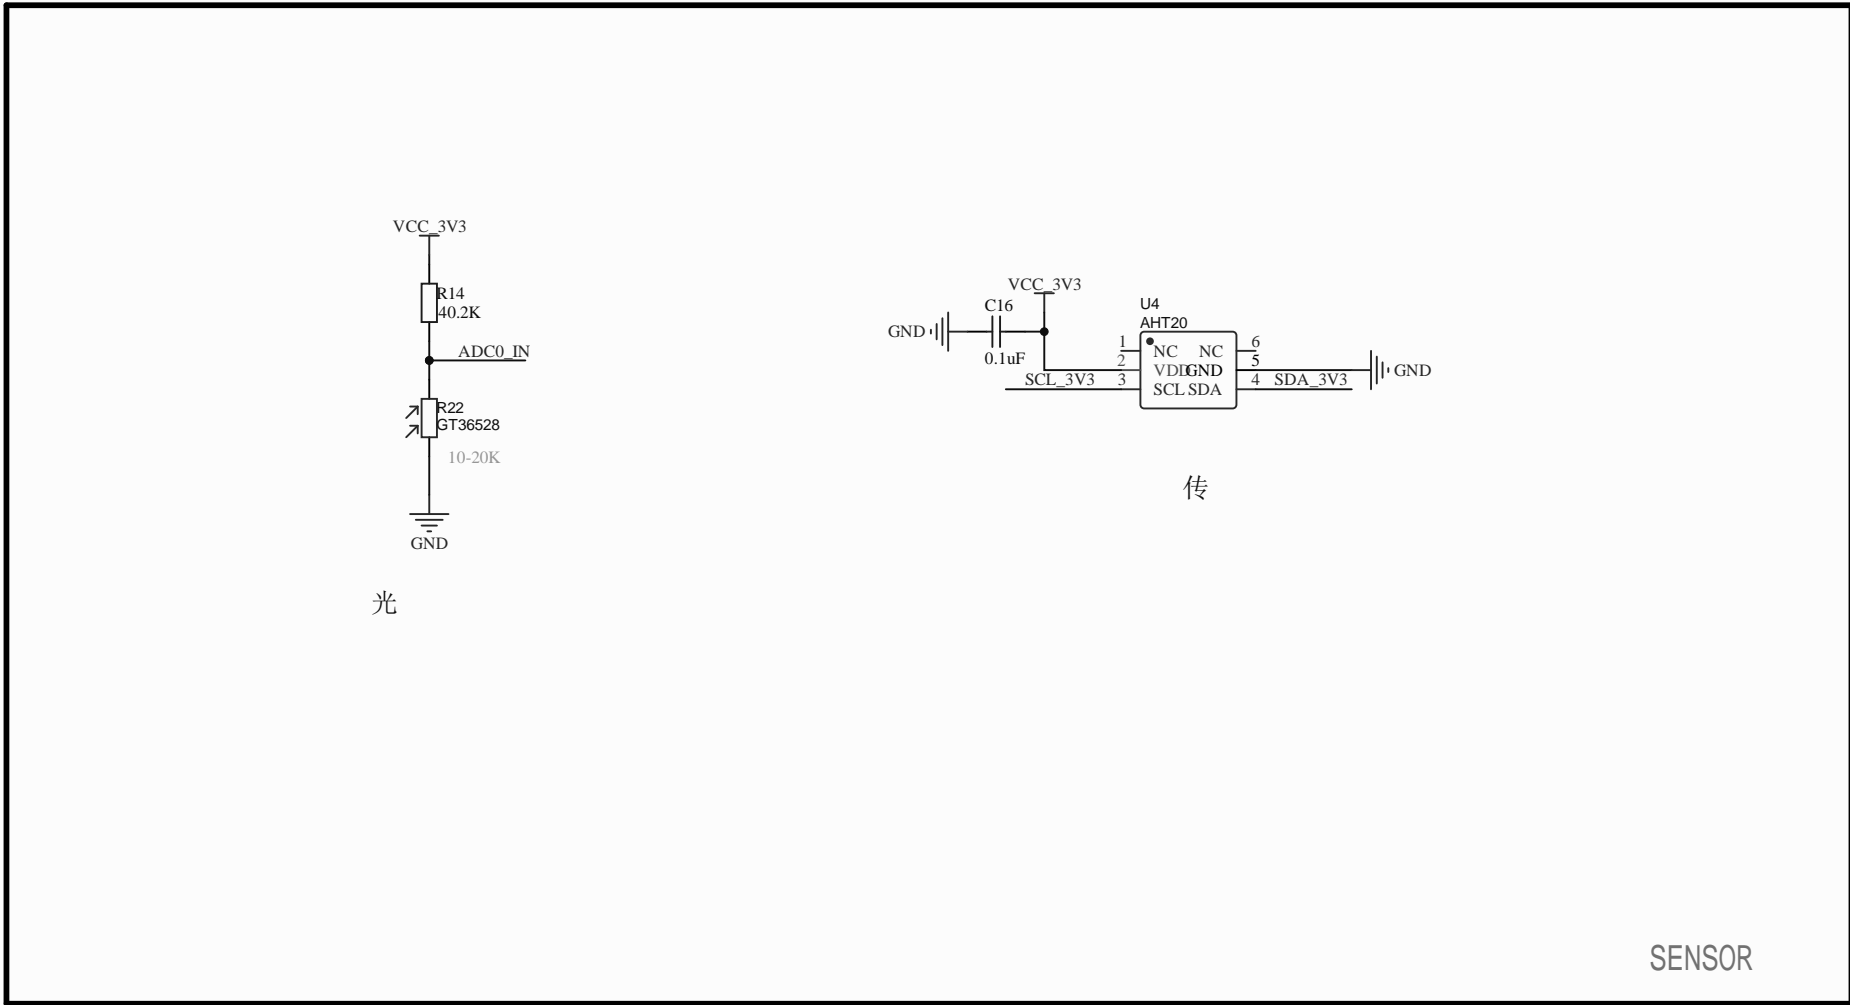 VCC_3V3
R14
40.2K
ADC0_IN
R22
GT36528
10-20K
GND
光
VCC_3V3
C16
GND
0.1uF
U4
AHT20
1 NC NC 6
2 VDD GND 5
GND
SCL_3V3 3 SCL SDA 4 SDA_3V3
传
SENSOR